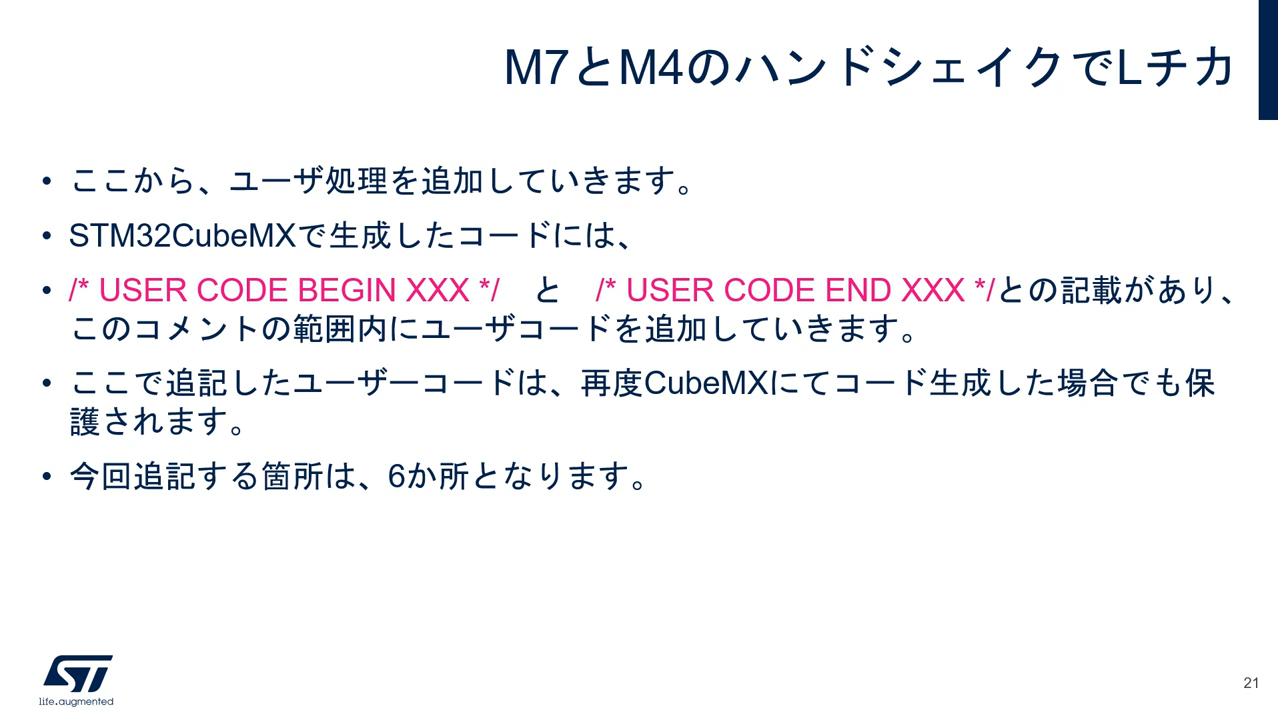 M7とM4のハンドシェイクでLチカ
• ここから、ユーザ処理を追加していきます。
• STM32CubeMXで生成したコードには、
• /* USER CODE BEGIN XXX */　と　/* USER CODE END XXX */との記載があり、
このコメントの範囲内にユーザコードを追加していきます。
• ここで追記したユーザーコードは、再度CubeMXにてコード生成した場合でも保
護されます。
• 今回追記する箇所は、6か所となります。
ST
life.augmented
21